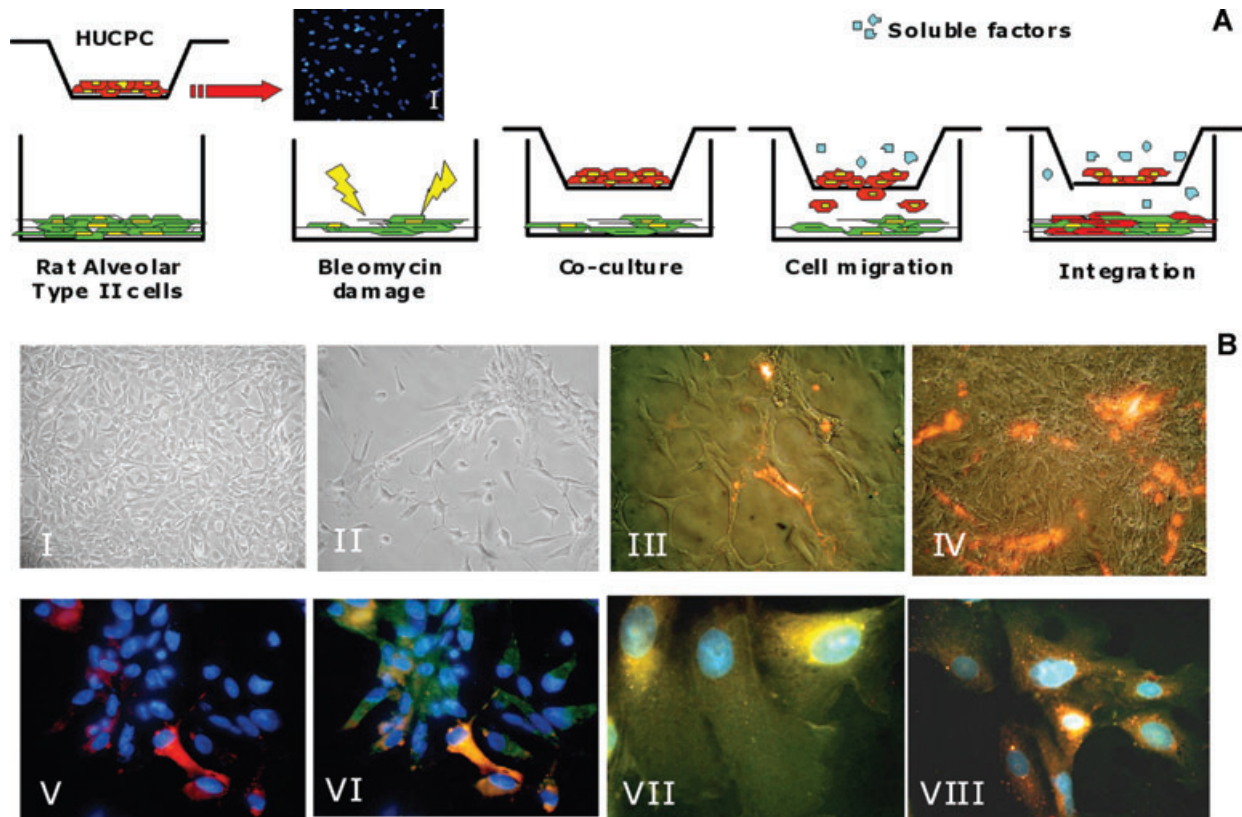 HUCPC
I
Soluble factors
A
Rat Alveolar
Type II cells
Bleomycin
damage
Co-culture
Cell migration
Integration
B
I
II
III
IV
V
VI
VII
VIII